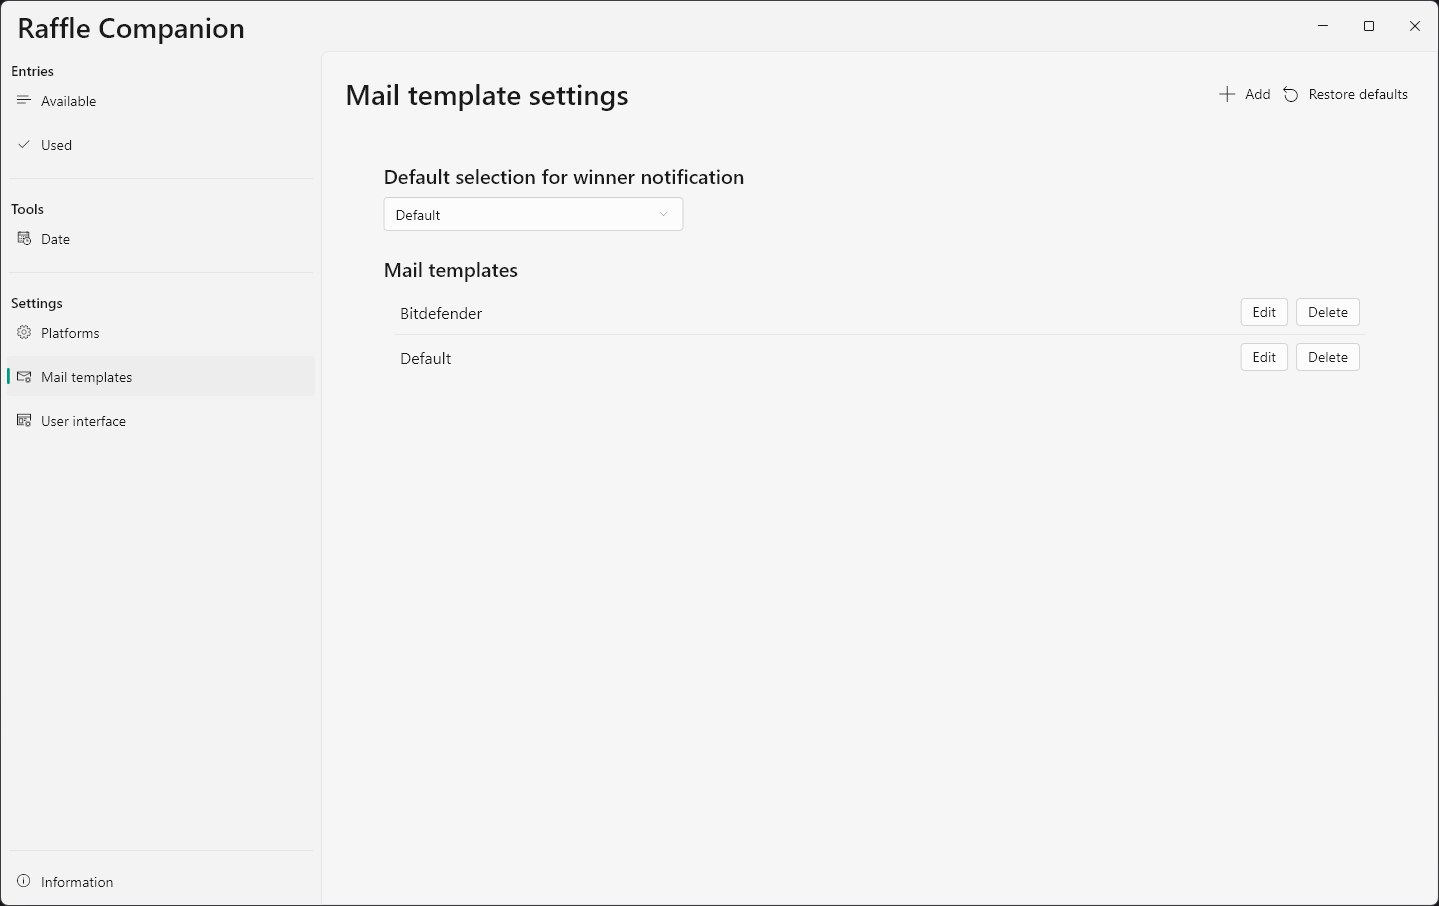 Raffle Companion
Entries
Available
Used
Tools
Date
Settings
Platforms
Mail templates
User interface
Information
Mail template settings
Add
Restore defaults
Default selection for winner notification
Default
Mail templates
Bitdefender
Edit
Delete
Default
Edit
Delete